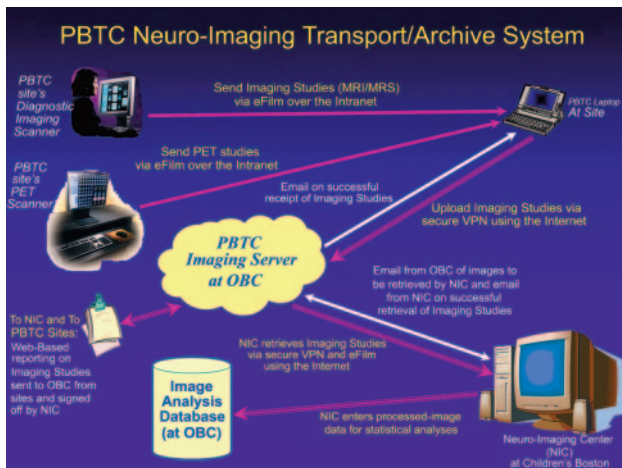 PBTC Neuro-Imaging Transport/Archive System
PBTC
site's
Diagnostic
Imaging
Scanner
Send Imaging Studies (MRI/MRS)
via eFilm over the Intranet
PBTC Laptop
At Site
PBTC
site's
PET
Scanner
Send PET studies
via eFilm over the Intranet
Email on successful
receipt of Imaging Studies
Upload Imaging Studies via
secure VPN using the Internet
PBTC
Imaging Server
at OBC
Email from OBC of images to
be retrieved by NIC and email
from NIC on successful
retrieval of Imaging Studies
To NIC and To
PBTC Sites:
Web-Based
reporting on
Imaging Studies
sent to OBC from
sites and signed
off by NIC
NIC retrieves Imaging Studies
via secure VPN and eFilm
using the Internet
Image
Analysis
Database
(at OBC)
NIC enters processed-image
data for statistical analyses
Neuro-Imaging Center
(NIC)
at Children's Boston